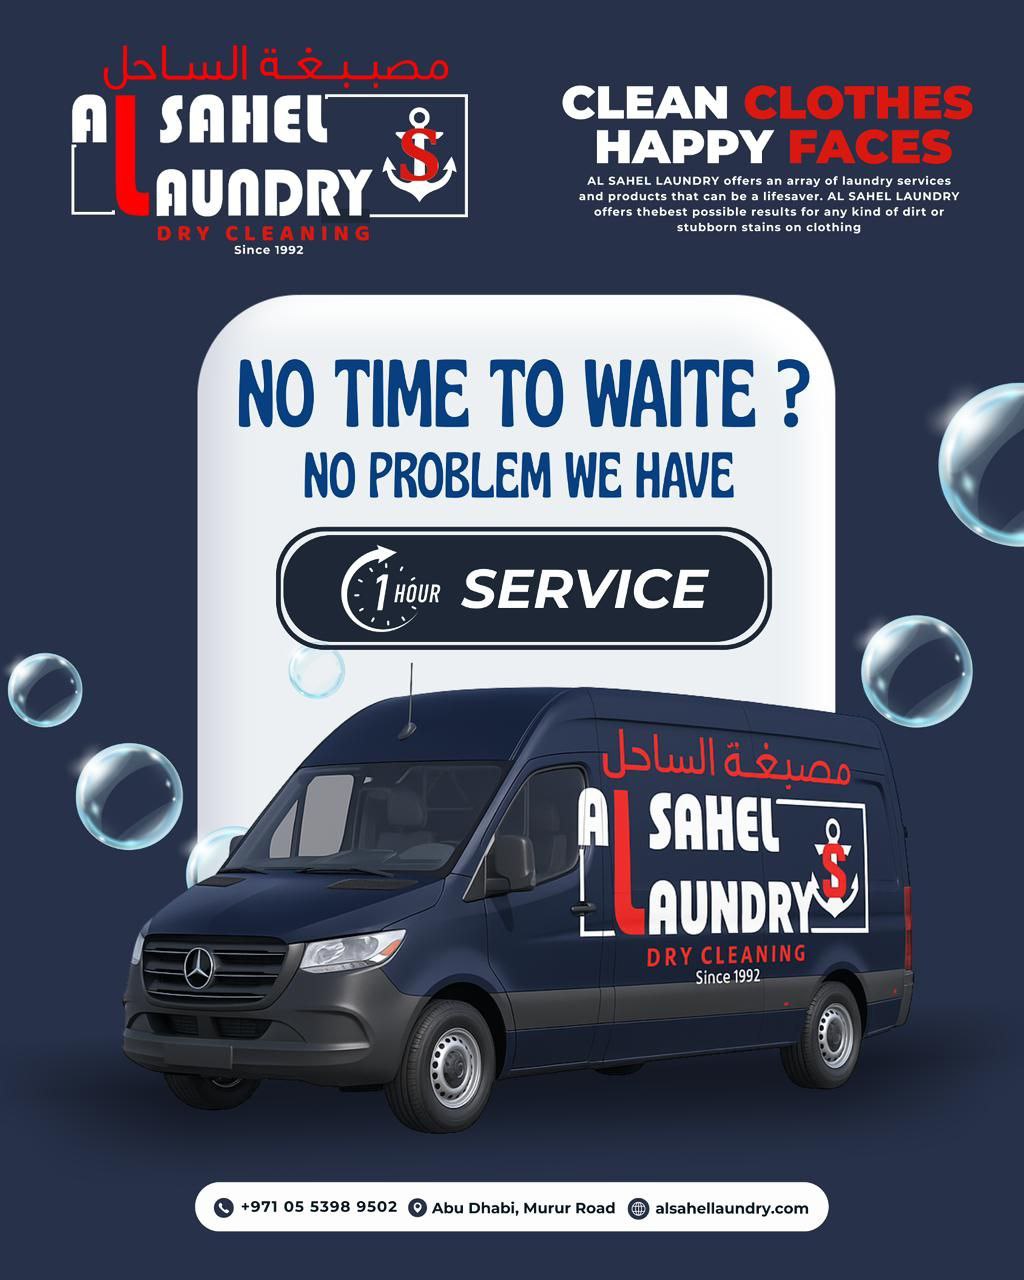 مصبغة الساحل
AL SAHEL
LAUNDRY
S
DRY CLEANING
Since 1992
CLEAN CLOTHES
HAPPY FACES
AL SAHEL LAUNDRY offers an array of laundry services
and products that can be a lifesaver. AL SAHEL LAUNDRY
offers thebest possible results for any kind of dirt or
stubborn stains on clothing
NO TIME TO WAITE ?
NO PROBLEM WE HAVE
1 HOUR SERVICE
مصبغة الساحل
AL SAHEL
LAUNDRY
S
DRY CLEANING
Since 1992
+971 05 5398 9502 Abu Dhabi, Murur Road alsahellaundry.com